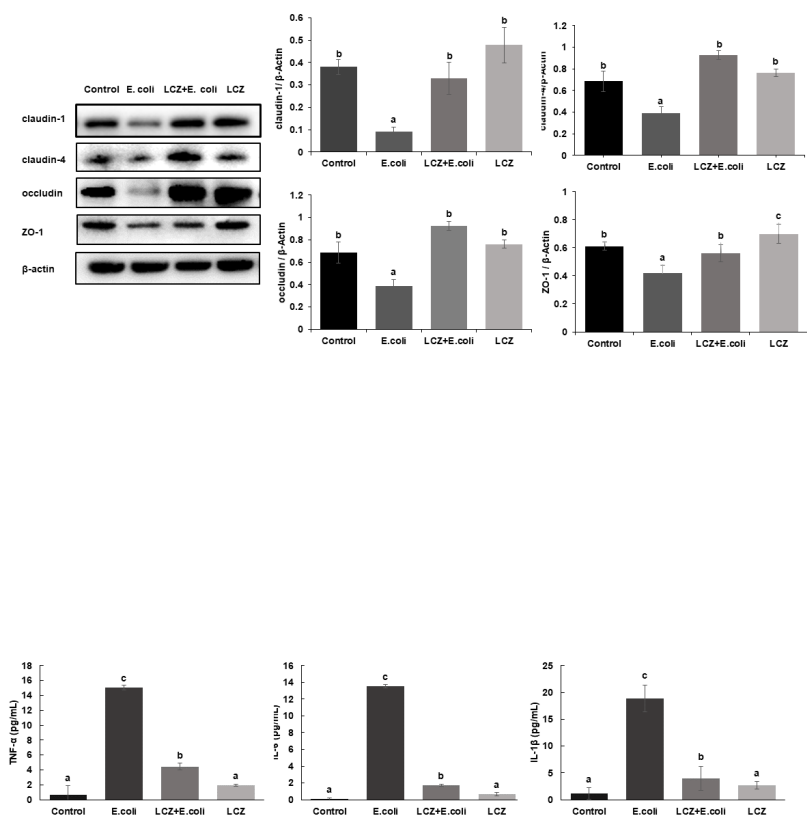 Control E. coli LCZ+E. coli LCZ
claudin-1
claudin-4
occludin
ZO-1
β-actin
claudin-1/ β-Actin
0.6
0.5
0.4
0.3
0.2
0.1
0
b
a
b
b
Control E.coli LCZ+E.coli LCZ
claudin-4/β-Actin
1.2
1
0.8
0.6
0.4
0.2
0
b
a
b
b
Control E.coli LCZ+E.coli LCZ
occludin / β-Actin
1.2
1
0.8
0.6
0.4
0.2
0
b
a
b
b
Control E.coli LCZ+E.coli LCZ
ZO-1 / β-Actin
1
0.8
0.6
0.4
0.2
0
b
a
b
c
Control E.coli LCZ+E.coli LCZ
TNF-α (pg/mL)
18
16
14
12
10
8
6
4
2
0
a
c
b
a
Control E.coli LCZ+E.coli LCZ
IL-6 (pg/mL)
16
14
12
10
8
6
4
2
0
a
c
b
a
Control E.coli LCZ+E.coli LCZ
IL-1β (pg/mL)
25
20
15
10
5
0
a
c
b
a
Control E.coli LCZ+E.coli LCZ